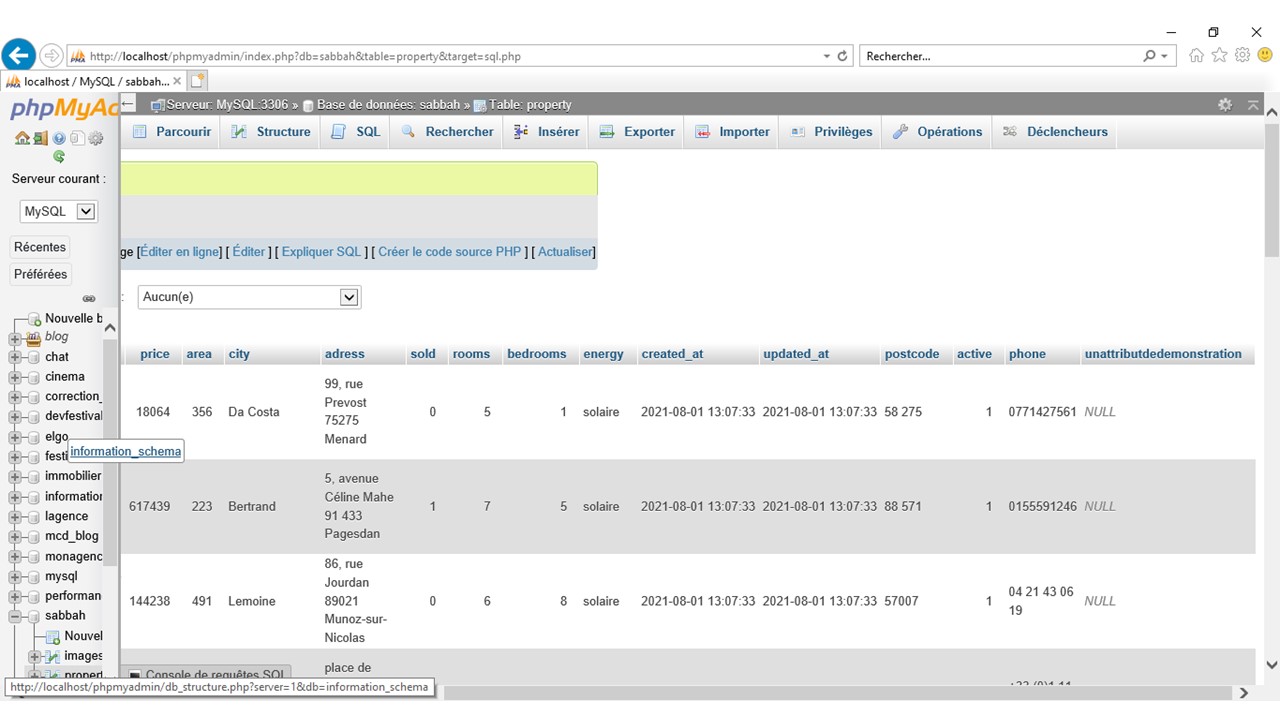 http://localhost/phpmyadmin/index.php?db=sabbah&table=property&target=sql.php
Rechercher...
localhost / MySQL / sabbah...
phpMyAd
Serveur: MySQL:3306 » Base de données: sabbah » Table: property
Parcourir Structure SQL Rechercher Insérer Exporter Importer Privilèges Opérations Déclencheurs
Serveur courant :
MySQL
Récentes
Préférées
Nouvelle b
blog
chat
cinema
correction_
devfestival
elgo
festi
information_schema
immobilier
information
lagence
mcd_blog
monagenc
mysql
performan
sabbah
Nouvel
images
propert
ge [Éditer en ligne] [ Éditer ] [ Expliquer SQL ] [ Créer le code source PHP ] [ Actualiser]
: Aucun(e)
price area city adress sold rooms bedrooms energy created_at updated_at postcode active phone unattributdedemonstration
99, rue
Prevost
18064 356 Da Costa 75275 0 5 1 solaire 2021-08-01 13:07:33 2021-08-01 13:07:33 58 275 1 0771427561 NULL
Menard
5, avenue
Céline Mahe
617439 223 Bertrand 91 433 1 7 5 solaire 2021-08-01 13:07:33 2021-08-01 13:07:33 88 571 1 0155591246 NULL
Pagesdan
86, rue
Jourdan
144238 491 Lemoine 89021 0 6 8 solaire 2021-08-01 13:07:33 2021-08-01 13:07:33 57007 1 04 21 43 06 19 NULL
Munoz-sur-
Nicolas
place de
Console de requêtes SQL
http://localhost/phpmyadmin/db_structure.php?server=1&db=information_schema